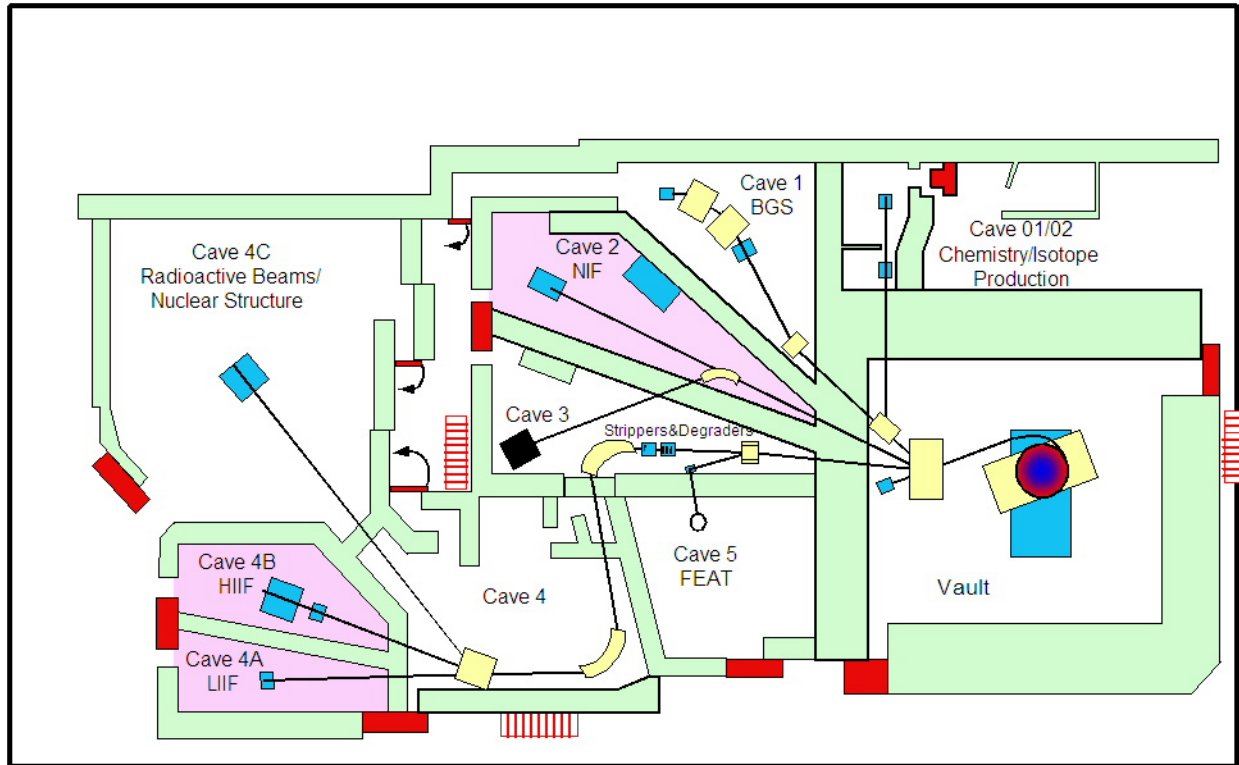 Cave 1
BGS
Cave 01/02
Chemistry/Isotope
Production
Cave 2
NIF
Cave 4C
Radioactive Beams/
Nuclear Structure
Cave 3
Strippers&Degraders
Cave 5
FEAT
Vault
Cave 4
Cave 4B
HIIF
Cave 4A
LIIF